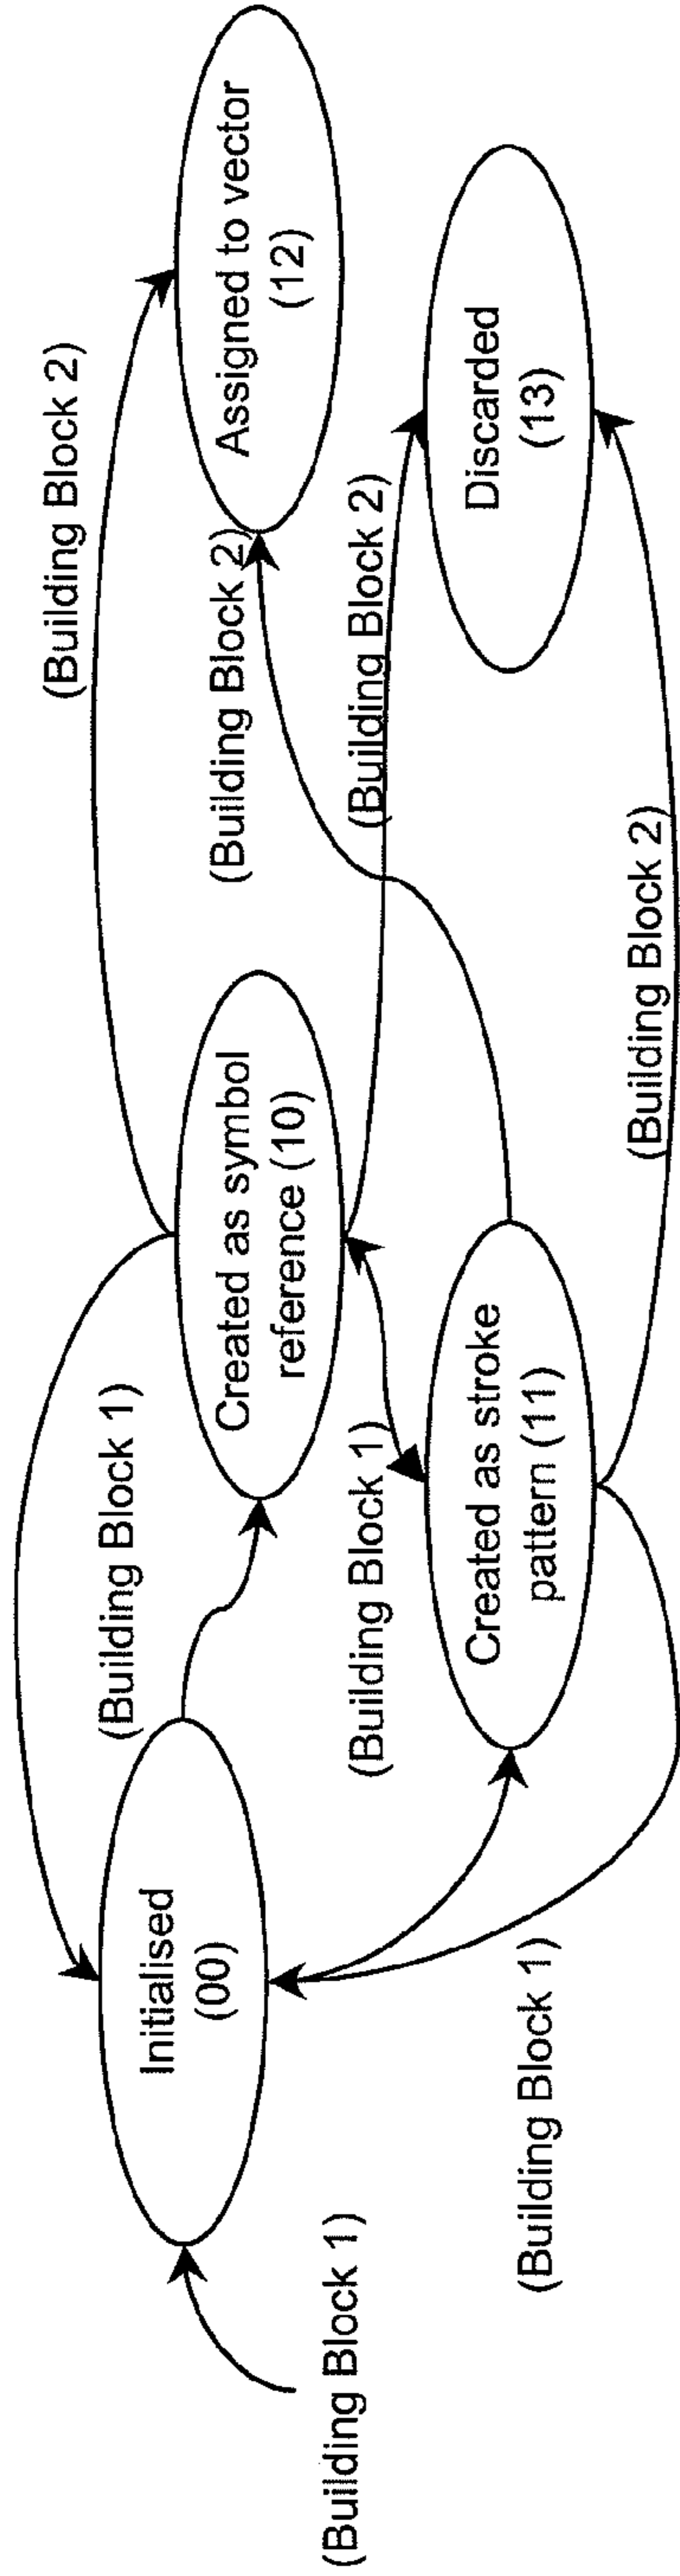 (Building Block 1)
Initialised
(00)
(Building Block 1)
(Building Block 1)
(Building Block 1)
Created as symbol
reference (10)
Created as stroke
pattern (11)
(Building Block 2)
(Building Block 2)
(Building Block 2)
(Building Block 2)
Assigned to vector
(12)
Discarded
(13)